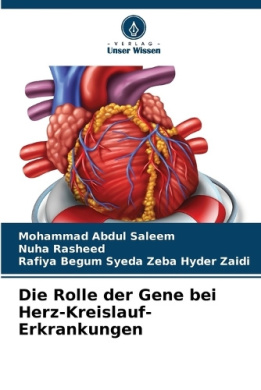 VERLAG
Unser Wissen
Mohammad Abdul Saleem
Nuha Rasheed
Rafiya Begum Syeda Zeba Hyder Zaidi
Die Rolle der Gene bei
Herz-Kreislauf-
Erkrankungen